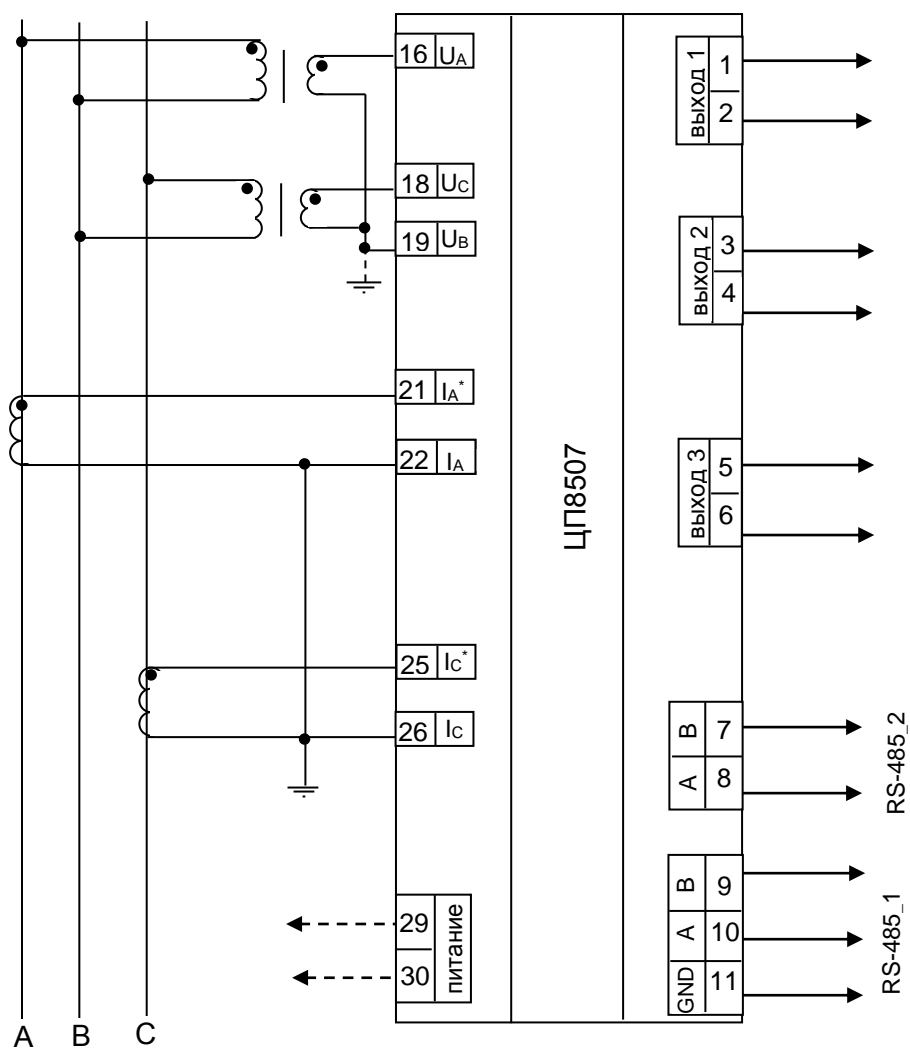 16 UA
18 UC
19 UB
21 IA*
22 IA
25 IC*
26 IC
29
30
питание
ЦП8507
выход 1
1
2
выход 2
3
4
выход 3
5
6
B 7
A 8
RS-485_2
B 9
A 10
GND 11
RS-485_1
A B C